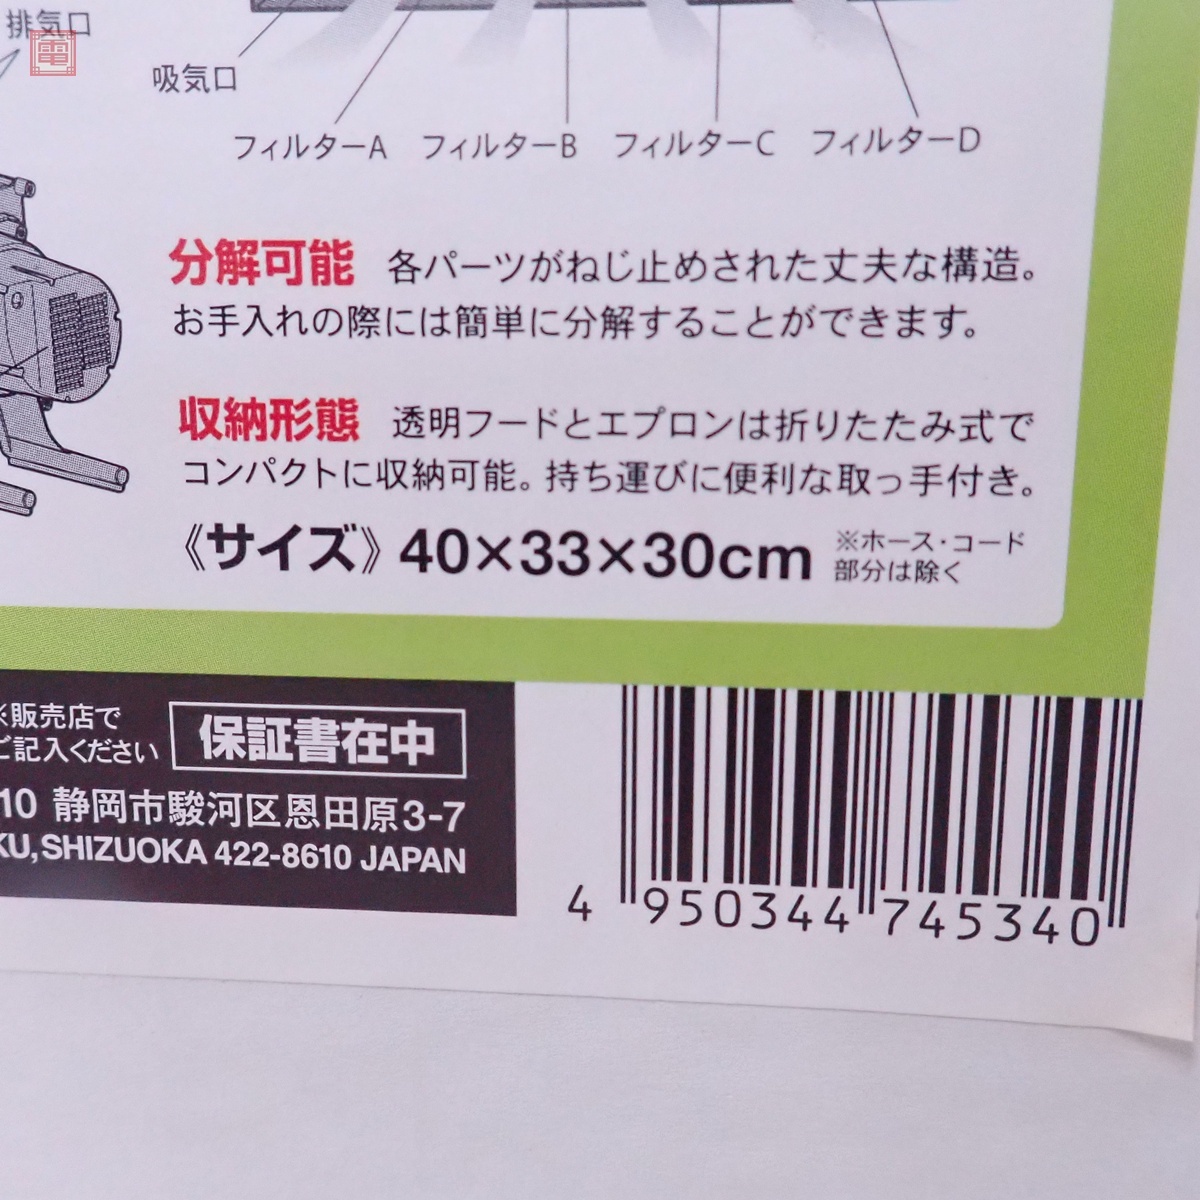 排気口
電
吸気口
フィルターA フィルターB フィルターC フィルターD
分解可能 各パーツがねじ止めされた丈夫な構造。
お手入れの際には簡単に分解することができます。
収納形態 透明フードとエプロンは折りたたみ式で
コンパクトに収納可能。持ち運びに便利な取っ手付き。
《サイズ》40×33×30cm ※ホース・コード
部分は除く
※販売店で
ご記入ください
保証書在中
10 静岡市駿河区恩田原3-7
KU, SHIZUOKA 422-8610 JAPAN
4 950344 745340